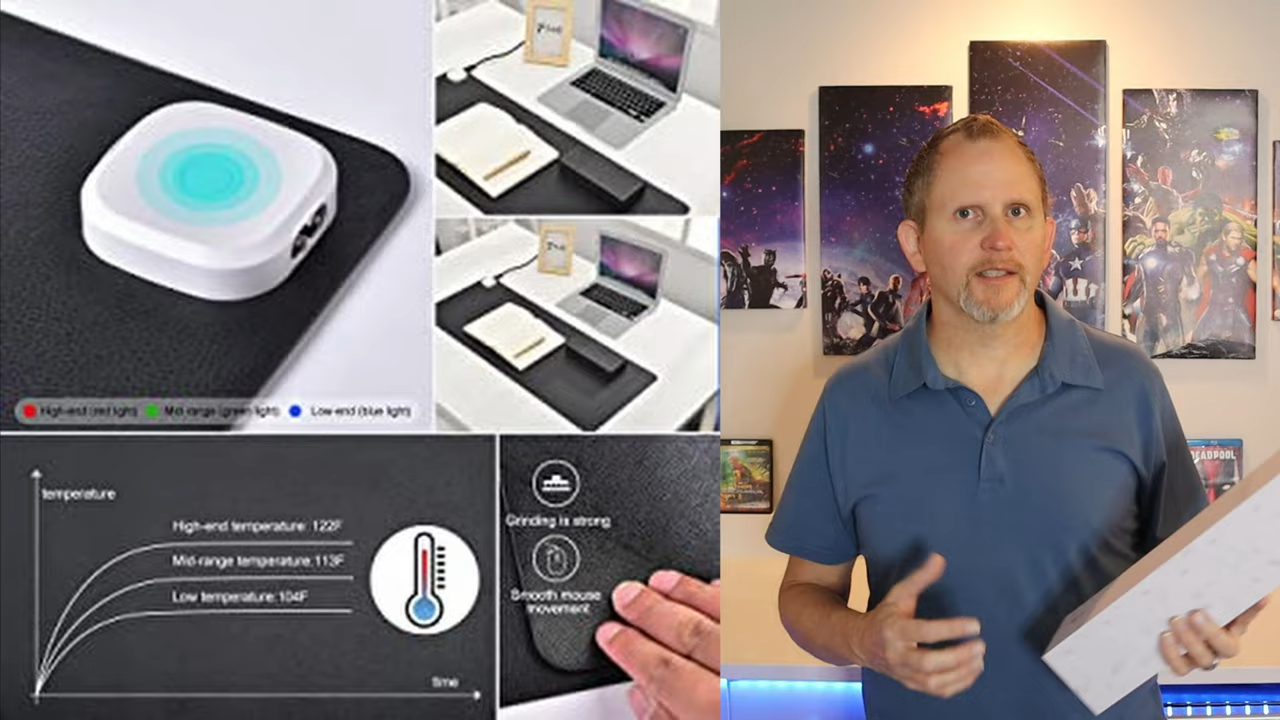 High-end (red light) Mid-range (green light) Low-end (blue light)
temperature
High-end temperature: 122F
Mid-range temperature:113F
Low temperature:104F
time
Grinding is strong
Smooth mouse
movement
DEADPOOL